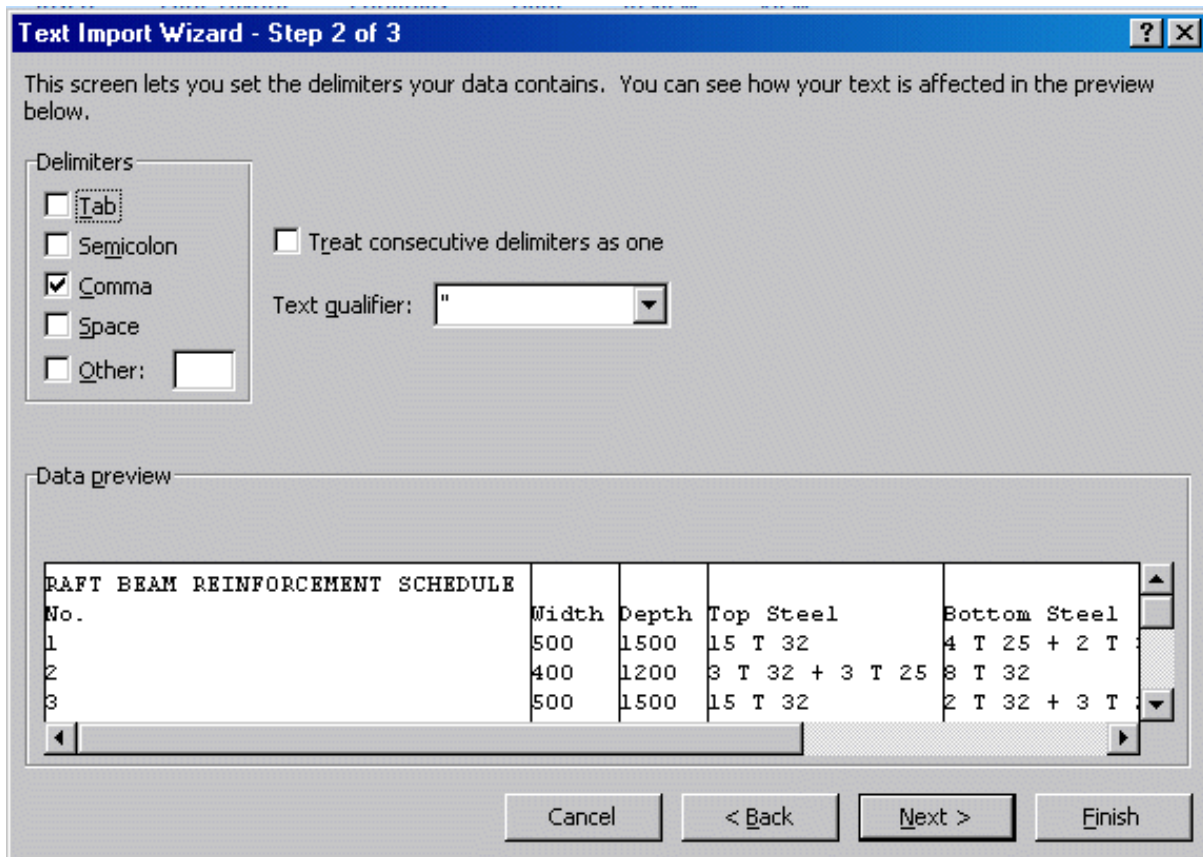 Text Import Wizard - Step 2 of 3
This screen lets you set the delimiters your data contains.  You can see how your text is affected in the preview
below.
Delimiters
Tab
Semicolon
Comma
Space
Other:
Treat consecutive delimiters as one
Text qualifier: "
Data preview
RAFT BEAM REINFORCEMENT SCHEDULE
No. Width Depth Top Steel Bottom Steel
1 500 1500 15 T 32 4 T 25 + 2 T
2 400 1200 3 T 32 + 3 T 25 8 T 32
3 500 1500 15 T 32 2 T 32 + 3 T
Cancel < Back Next > Finish